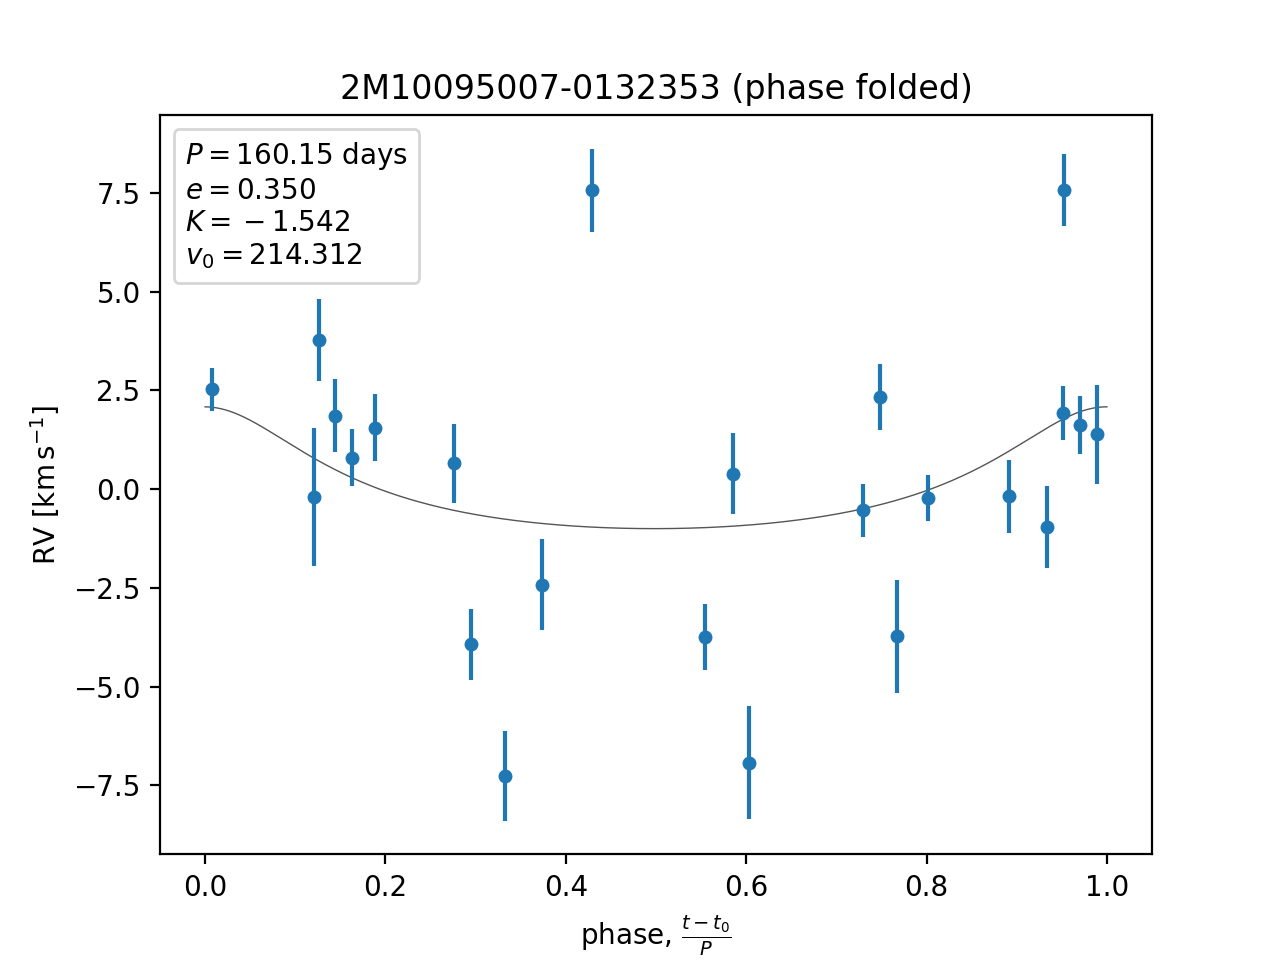 2M10095007-0132353 (phase folded)
P = 160.15 days
e = 0.350
K = −1.542
v₀ = 214.312
7.5
5.0
2.5
0.0
−2.5
−5.0
−7.5
RV [km s⁻¹]
0.0 0.2 0.4 0.6 0.8 1.0
phase, (t − t₀)/P